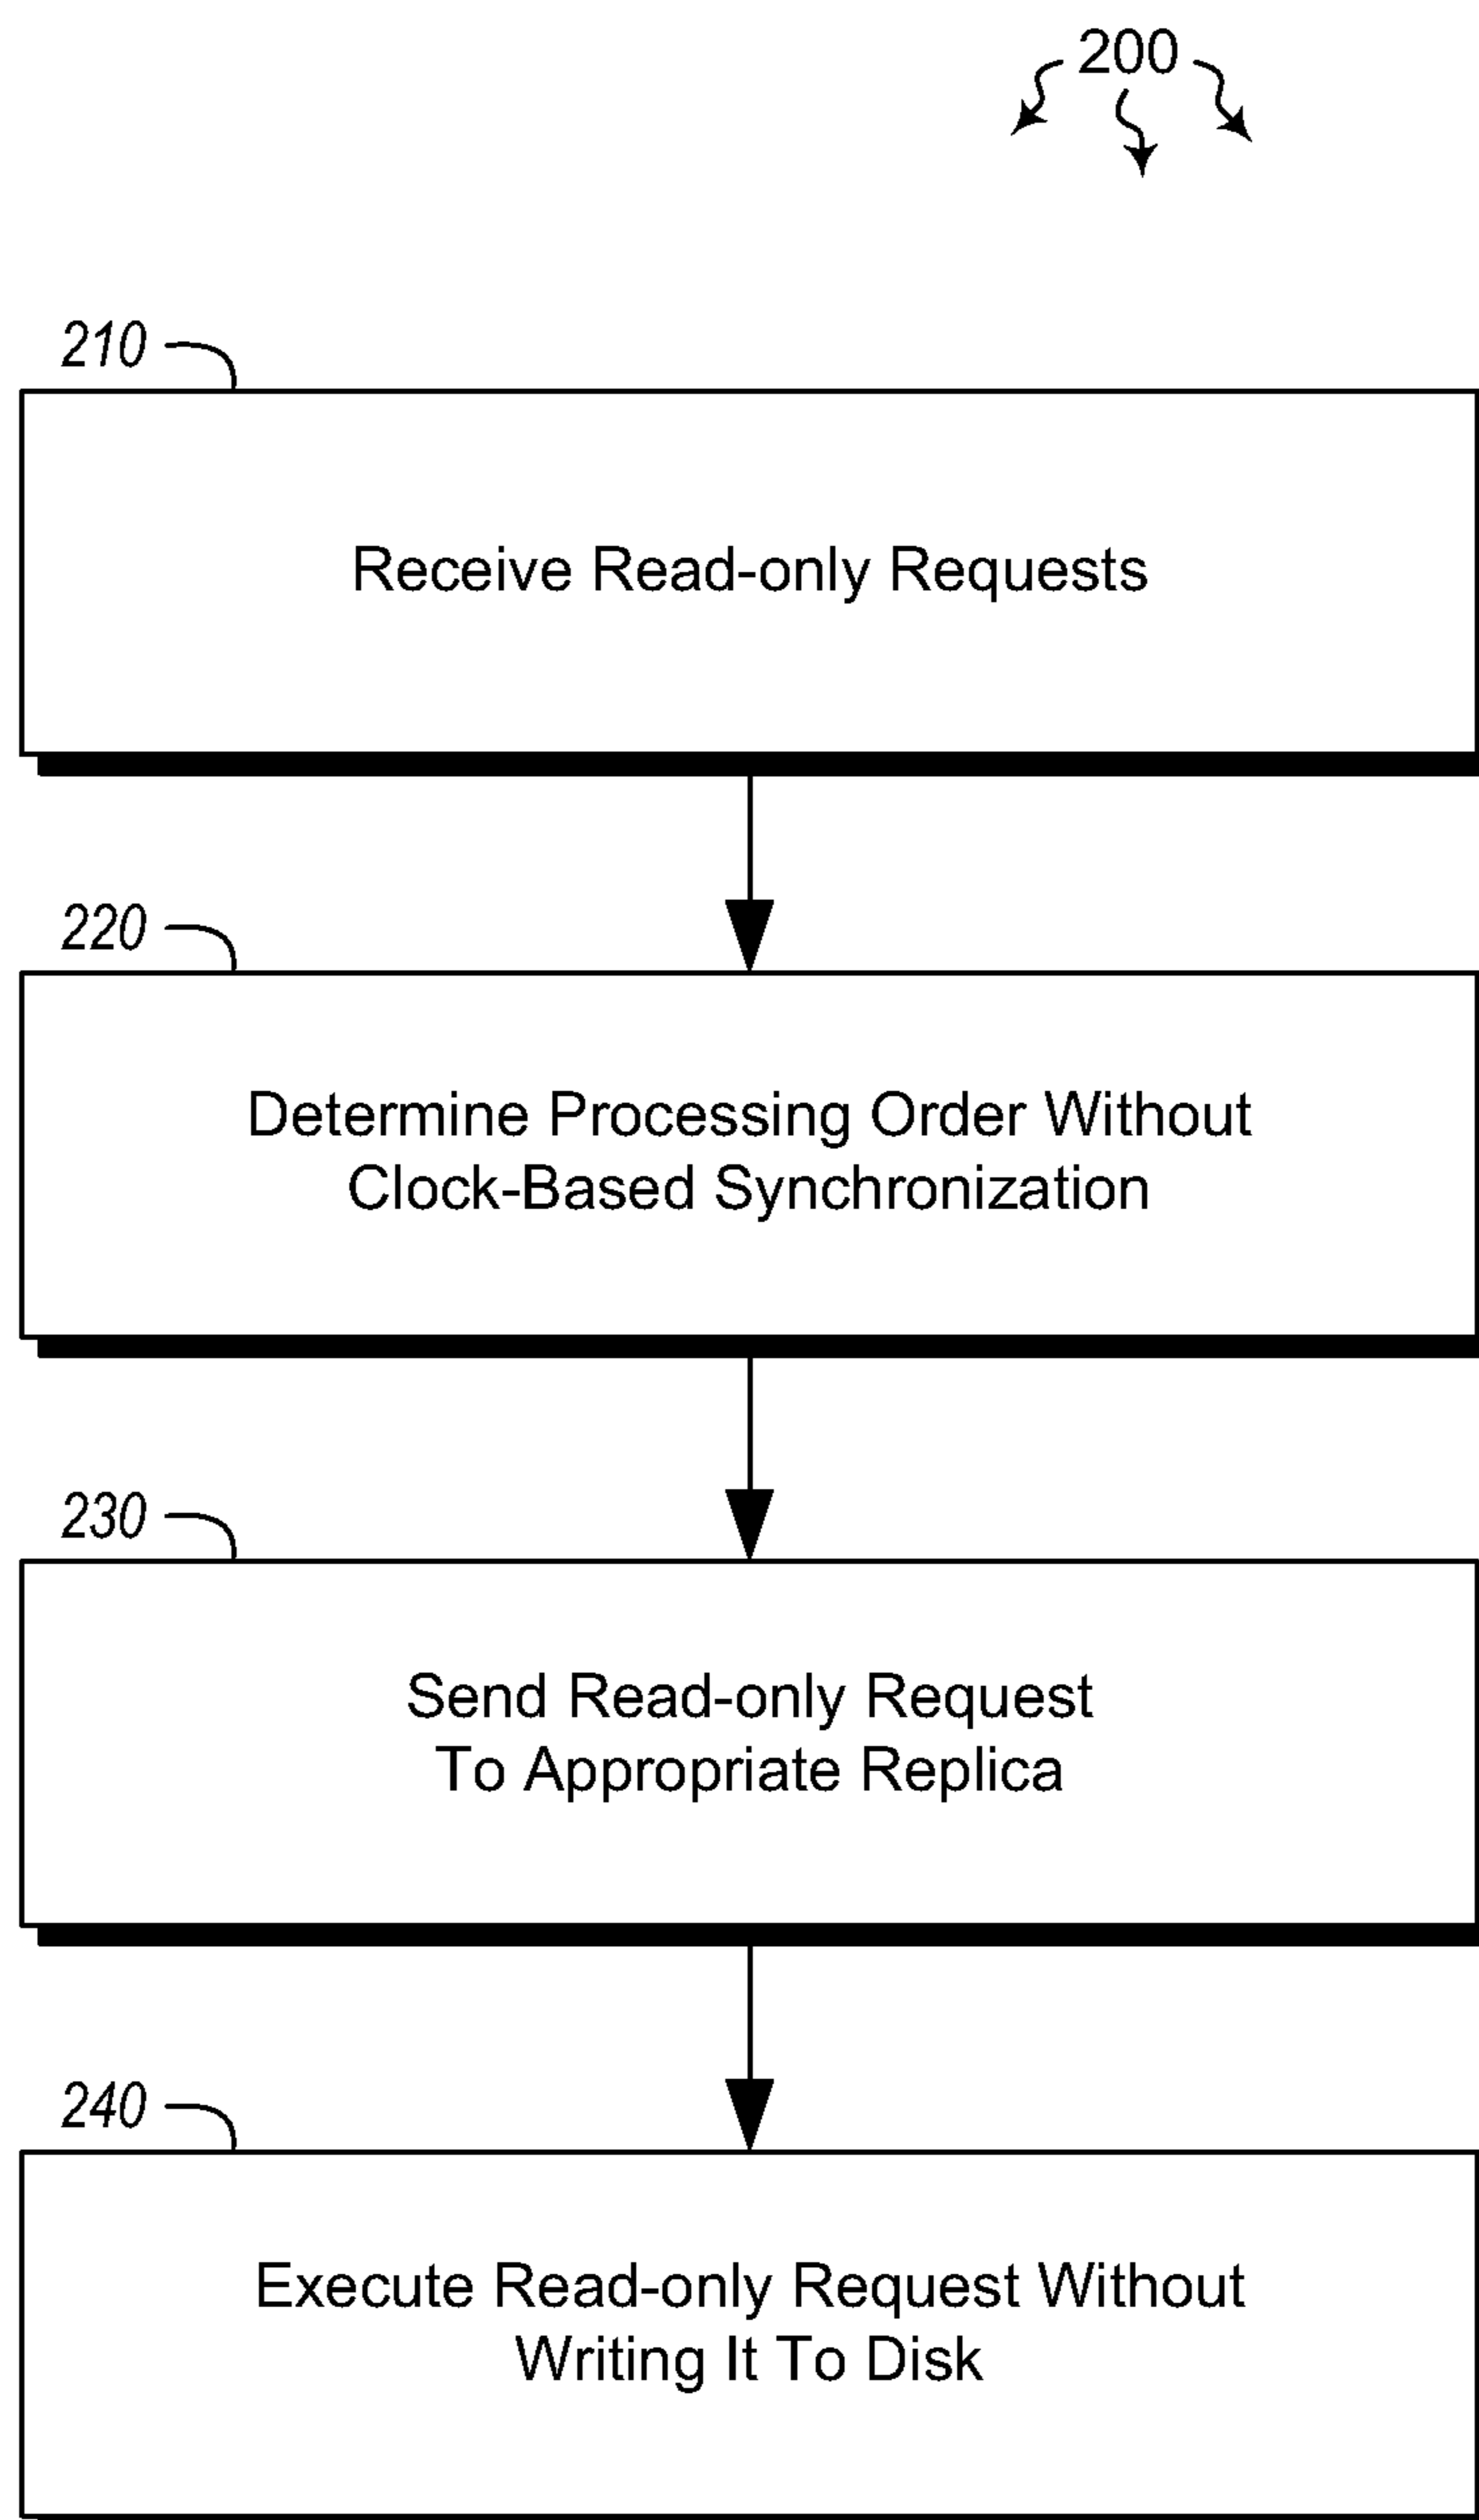 200
210
Receive Read-only Requests
220
Determine Processing Order Without
Clock-Based Synchronization
230
Send Read-only Request
To Appropriate Replica
240
Execute Read-only Request Without
Writing It To Disk